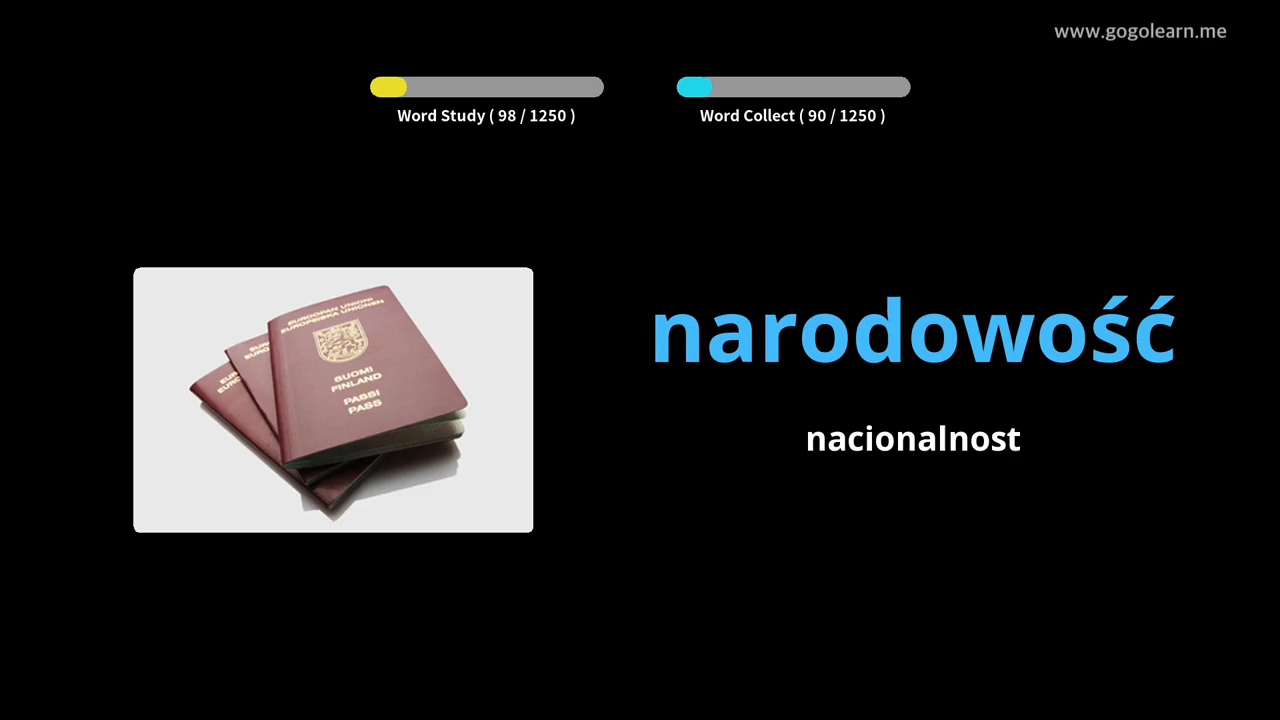 www.gogolearn.me
Word Study ( 98 / 1250 )
Word Collect ( 90 / 1250 )
narodowość
nacionalnost
EUROOPAN UNIONI
EUROPEISKA UNIONEN
SUOMI
FINLAND
PASSI
PASS